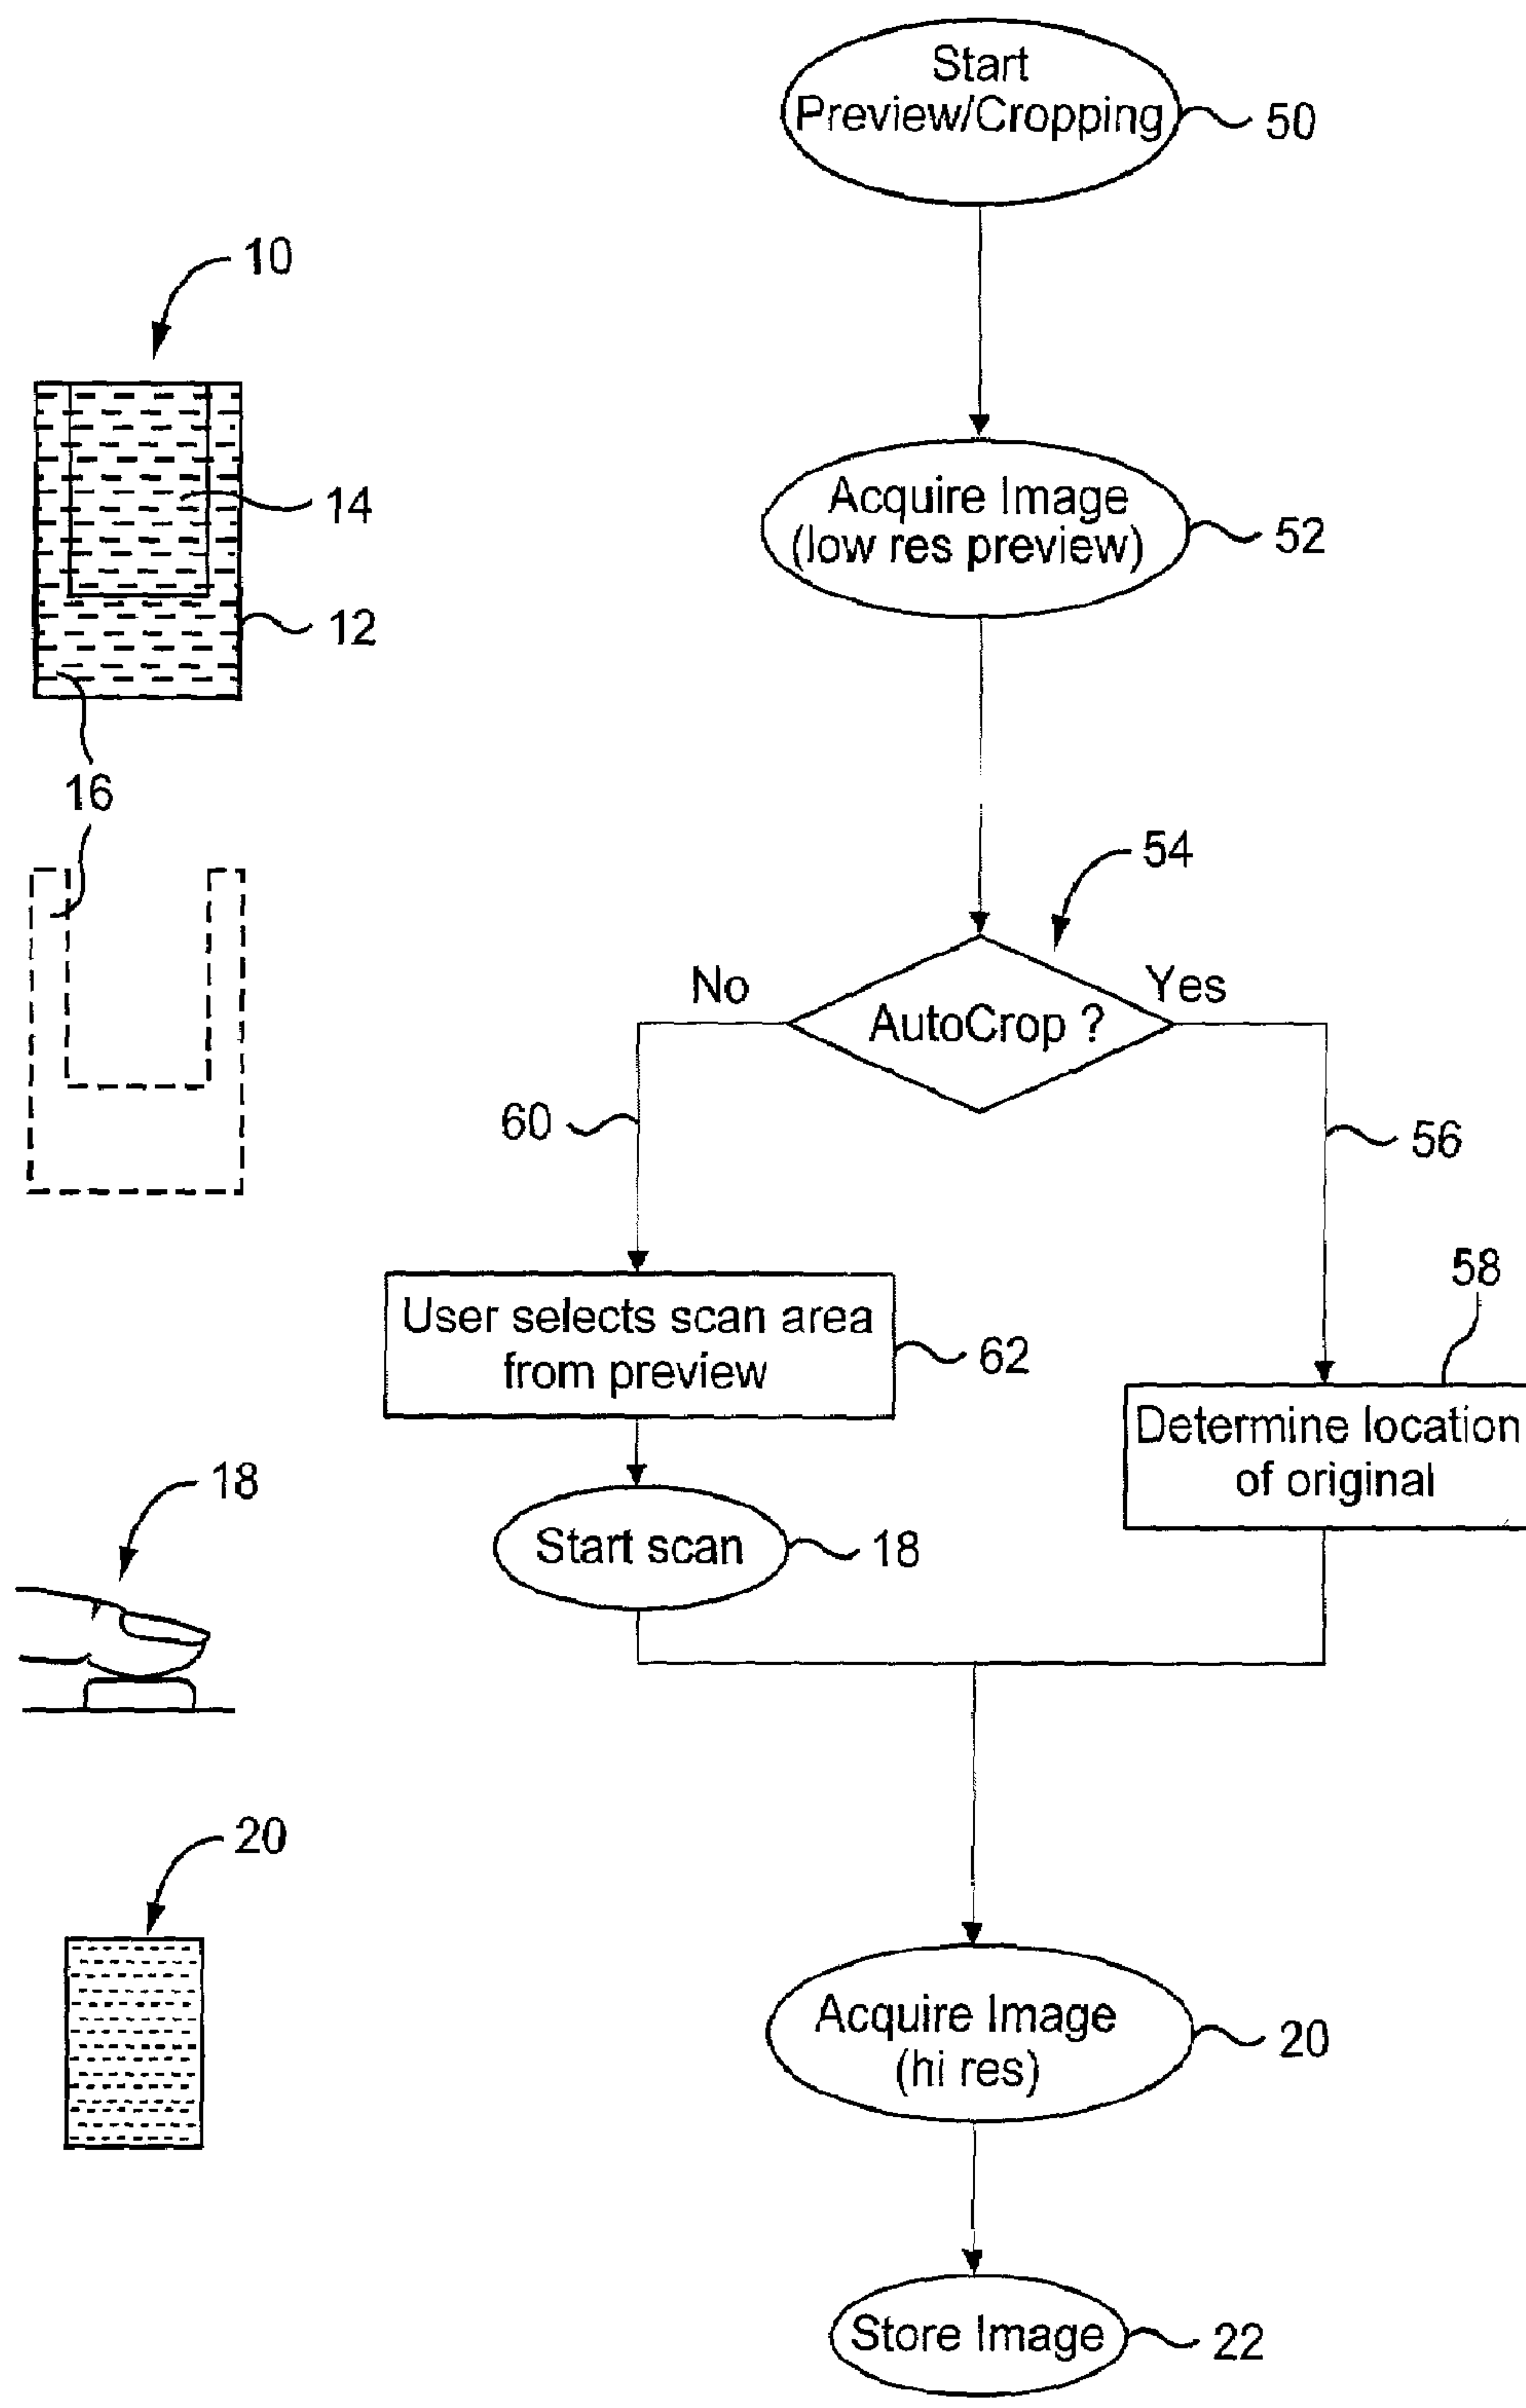 Start
Preview/Cropping
50
10
Acquire Image
(low res preview)
52
14
12
16
54
No
Yes
AutoCrop ?
60
56
58
User selects scan area
from preview
62
Determine location
of original
18
Start scan
18
20
Acquire Image
(hi res)
20
Store Image
22